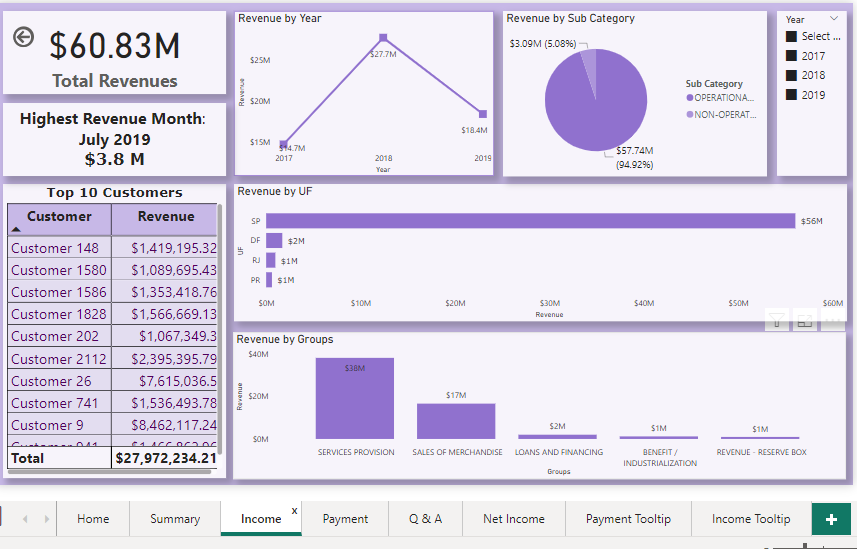 $60.83M
Total Revenues
Highest Revenue Month:
July 2019
$3.8 M
Top 10 Customers
Customer Revenue
Customer 148 $1,419,195.32
Customer 1580 $1,089,695.43
Customer 1586 $1,353,418.76
Customer 1828 $1,566,669.13
Customer 202 $1,067,349.3
Customer 2112 $2,395,395.79
Customer 26 $7,615,036.5
Customer 741 $1,536,493.78
Customer 9 $8,462,117.24
Total $27,972,234.21
Revenue by Year
Revenue
$25M
$20M
$15M
$14.7M
$27.7M
$18.4M
2017 2018 2019
Year
Revenue by Sub Category
$3.09M (5.08%)
$57.74M
(94.92%)
Sub Category
OPERATIONA...
NON-OPERAT...
Year
Select ...
2017
2018
2019
Revenue by UF
UF
SP $56M
DF $2M
RJ $1M
PR $1M
$0M $10M $20M $30M $40M $50M $60M
Revenue
Revenue by Groups
Revenue
$40M
$20M
$0M
$38M
$17M
$2M
$1M
$1M
SERVICES PROVISION SALES OF MERCHANDISE LOANS AND FINANCING BENEFIT / REVENUE - RESERVE BOX
INDUSTRIALIZATION
Groups
Home Summary Income x Payment Q & A Net Income Payment Tooltip Income Tooltip +